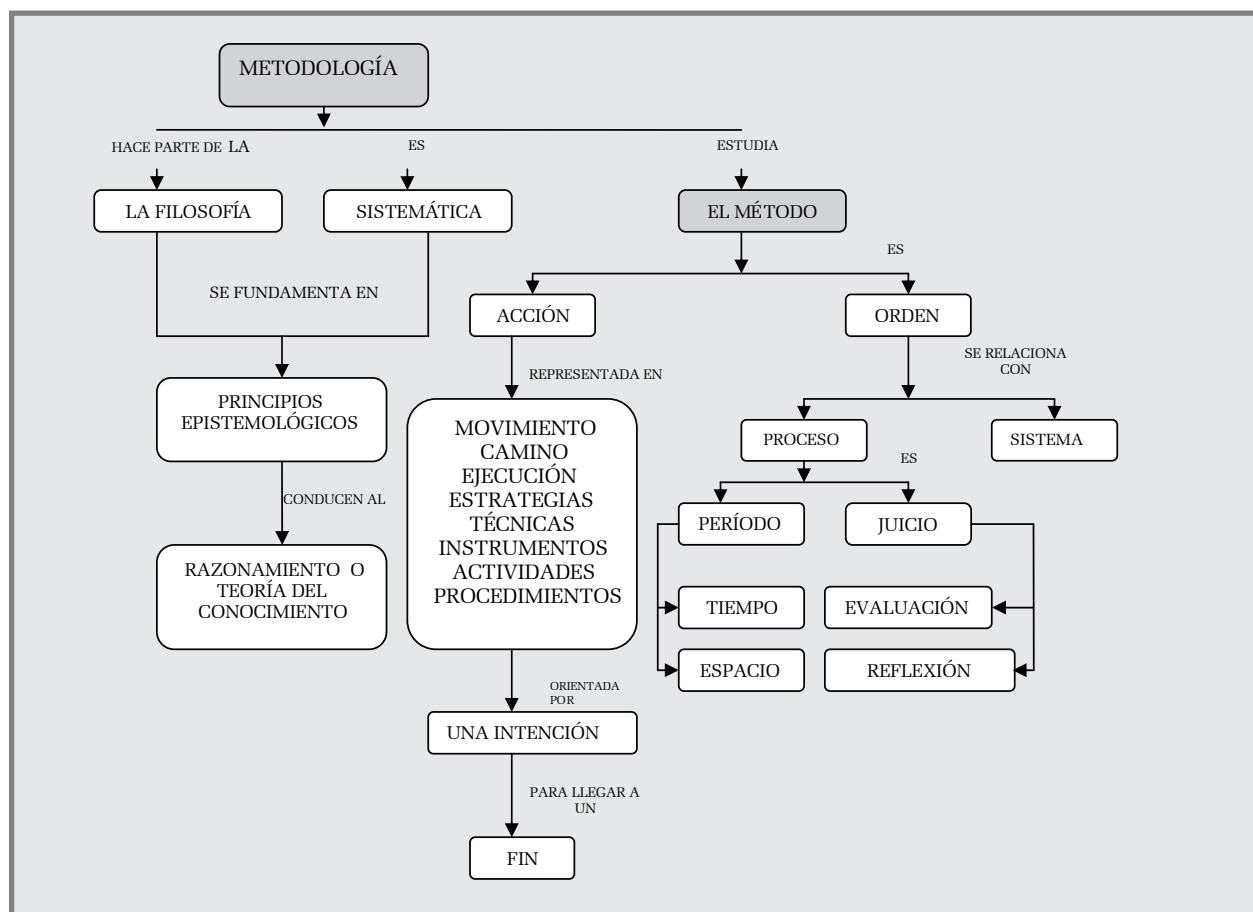 METODOLOGÍA
HACE PARTE DE LA
ES
ESTUDIA
LA FILOSOFÍA
SISTEMÁTICA
EL MÉTODO
ES
SE FUNDAMENTA EN
ACCIÓN
ORDEN
REPRESENTADA EN
SE RELACIONA
CON
PRINCIPIOS
EPISTEMOLÓGICOS
MOVIMIENTO
CAMINO
EJECUCIÓN
ESTRATEGIAS
TÉCNICAS
INSTRUMENTOS
ACTIVIDADES
PROCEDIMIENTOS
PROCESO
SISTEMA
ES
CONDUCEN AL
PERÍODO
JUICIO
RAZONAMIENTO O
TEORÍA DEL
CONOCIMIENTO
TIEMPO
EVALUACIÓN
ESPACIO
REFLEXIÓN
ORIENTADA
POR
UNA INTENCIÓN
PARA LLEGAR A
UN
FIN